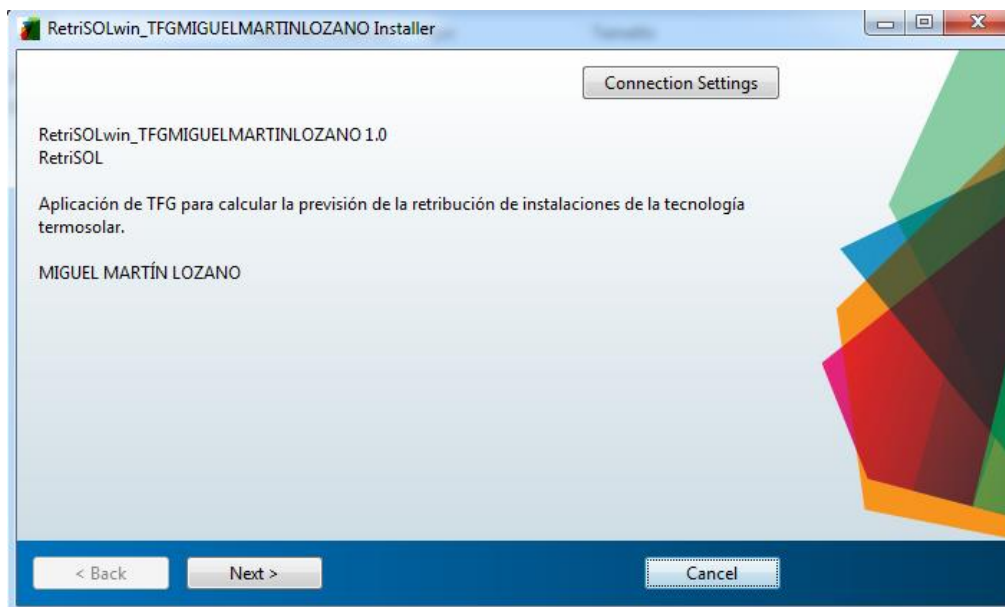 RetriSOLwin_TFGMIGUELMARTINLOZANO Installer
Connection Settings
RetriSOLwin_TFGMIGUELMARTINLOZANO 1.0
RetriSOL
Aplicación de TFG para calcular la previsión de la retribución de instalaciones de la tecnología
termosolar.
MIGUEL MARTÍN LOZANO
< Back Next > Cancel